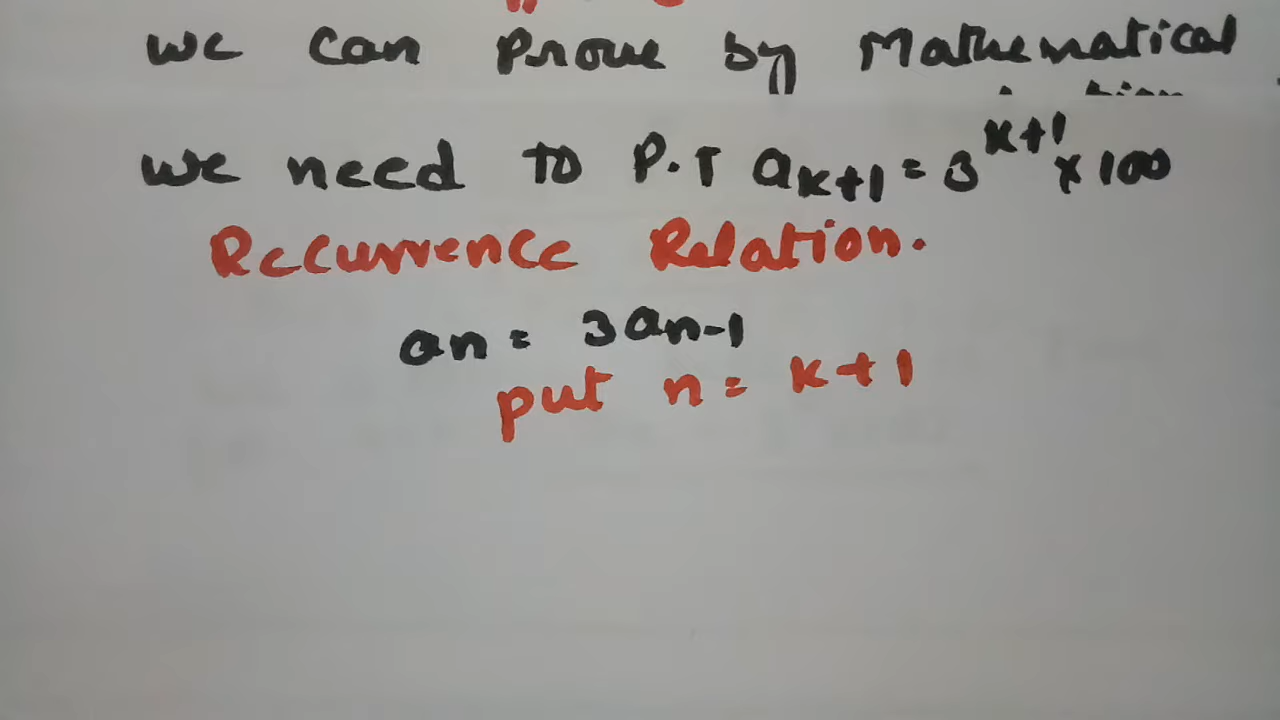 we can prove by Mathematical
we need to P.T a_{k+1} = 3^{k+1} × 100
Recurrence Relation.
an = 3an-1
put n = k+1